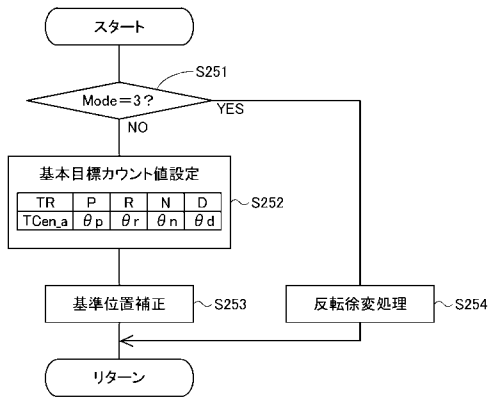 スタート
S251
Mode＝3？
YES
NO
基本目標カウント値設定
TR P R N D
TCen_a θp θr θn θd
S252
基準位置補正
S253
反転徐変処理
S254
リターン